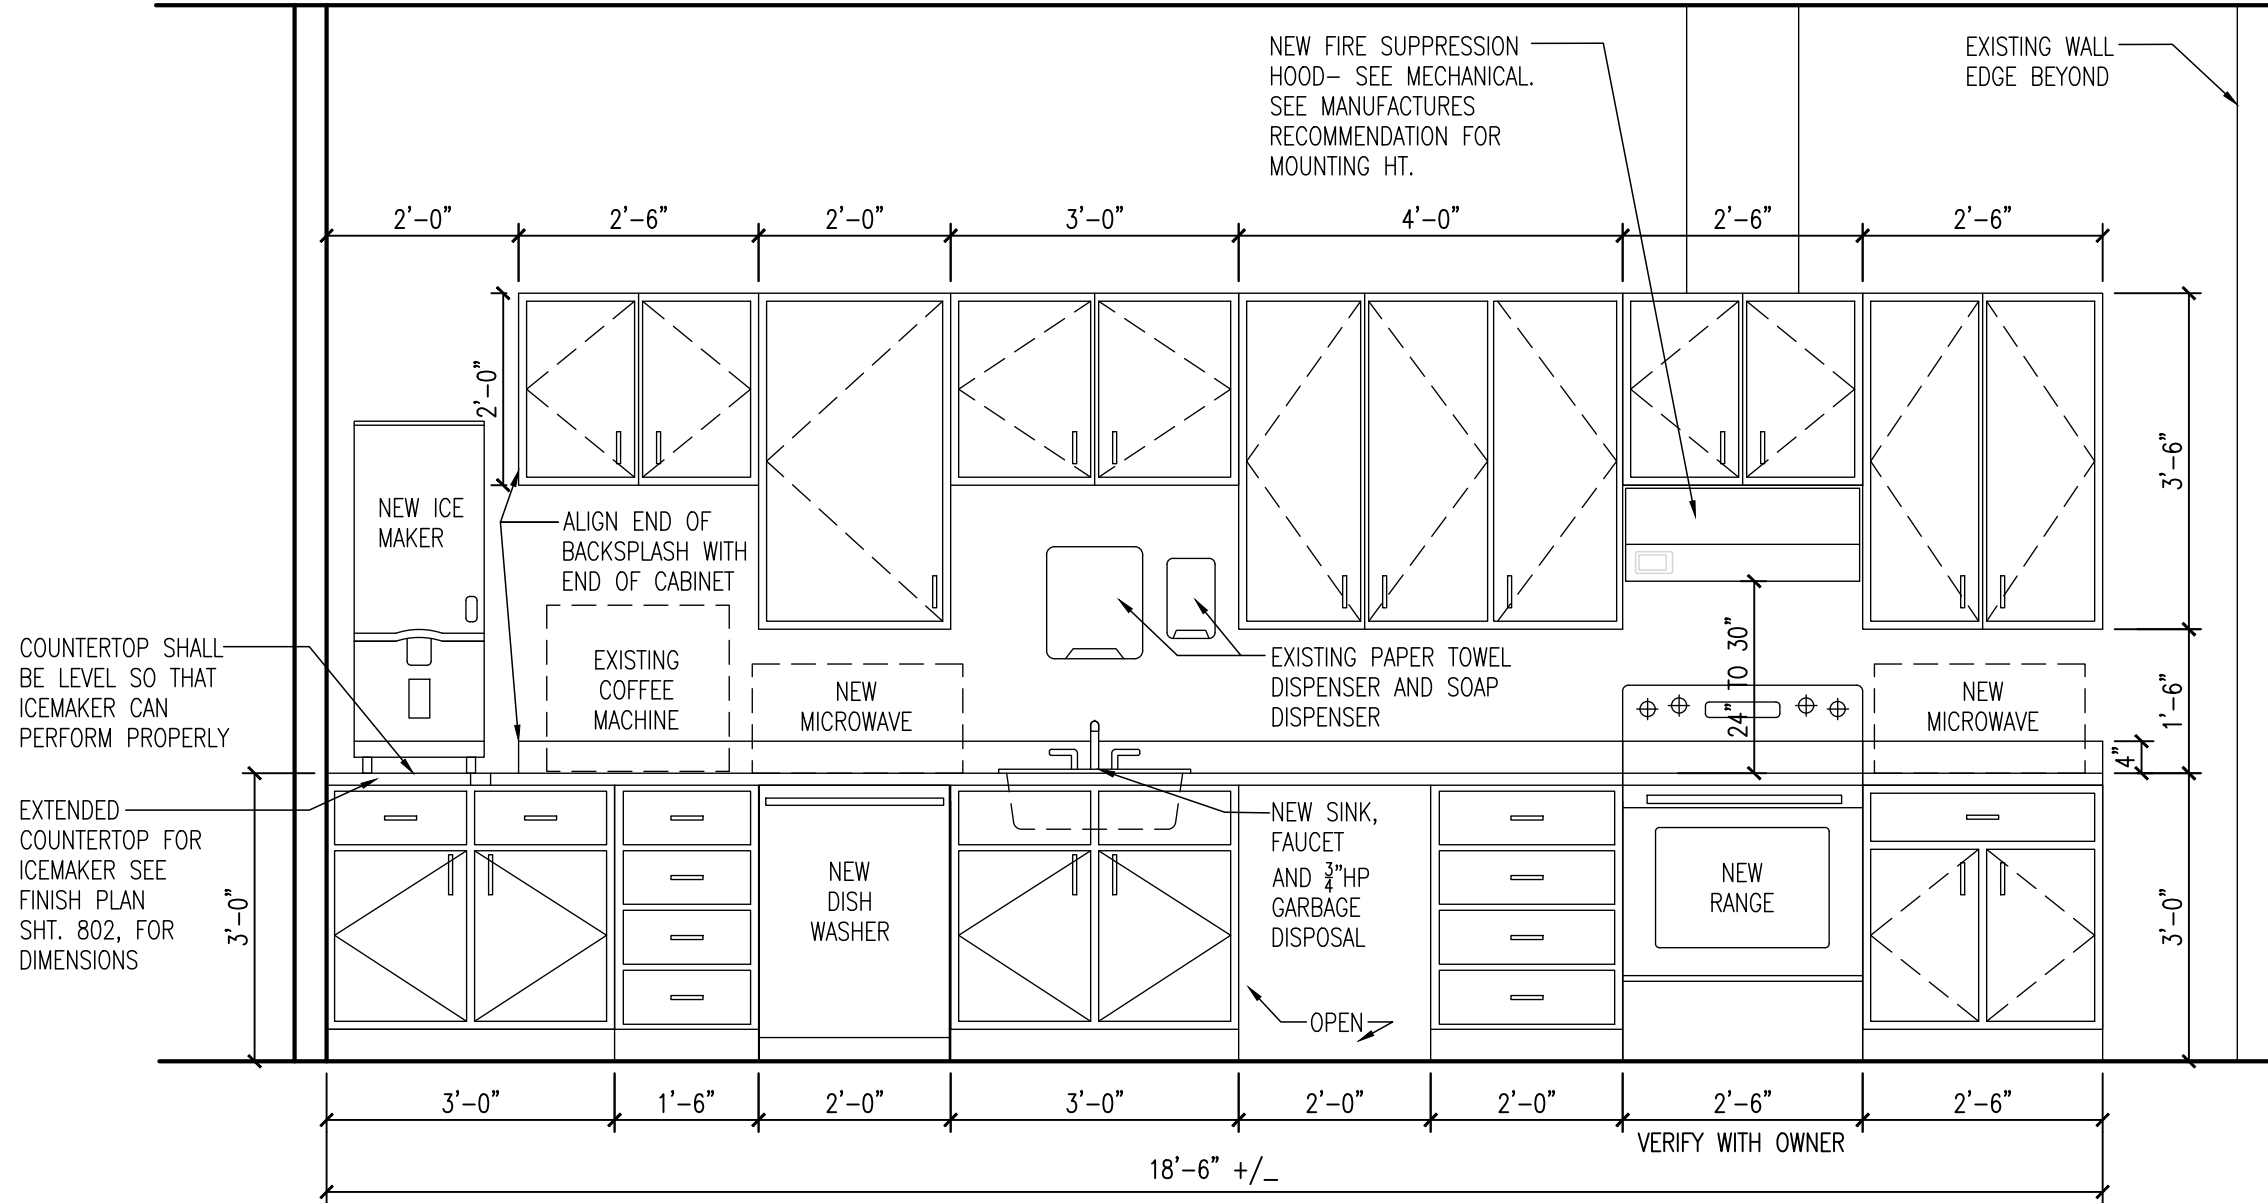 NEW FIRE SUPPRESSION
HOOD- SEE MECHANICAL.
SEE MANUFACTURES
RECOMMENDATION FOR
MOUNTING HT.
EXISTING WALL
EDGE BEYOND
2'-0"
2'-6"
2'-0"
3'-0"
4'-0"
2'-6"
2'-6"
2'-0"
3'-6"
NEW ICE
MAKER
ALIGN END OF
BACKSPLASH WITH
END OF CABINET
COUNTERTOP SHALL
BE LEVEL SO THAT
ICEMAKER CAN
PERFORM PROPERLY
EXISTING
COFFEE
MACHINE
NEW
MICROWAVE
EXISTING PAPER TOWEL
DISPENSER AND SOAP
DISPENSER
24" TO 30"
NEW
MICROWAVE
1'-6"
4"
EXTENDED
COUNTERTOP FOR
ICEMAKER SEE
FINISH PLAN
SHT. 802, FOR
DIMENSIONS
3'-0"
NEW
DISH
WASHER
NEW SINK,
FAUCET
AND 3/4"HP
GARBAGE
DISPOSAL
OPEN
NEW
RANGE
3'-0"
3'-0"
1'-6"
2'-0"
3'-0"
2'-0"
2'-0"
2'-6"
2'-6"
VERIFY WITH OWNER
18'-6" +/_